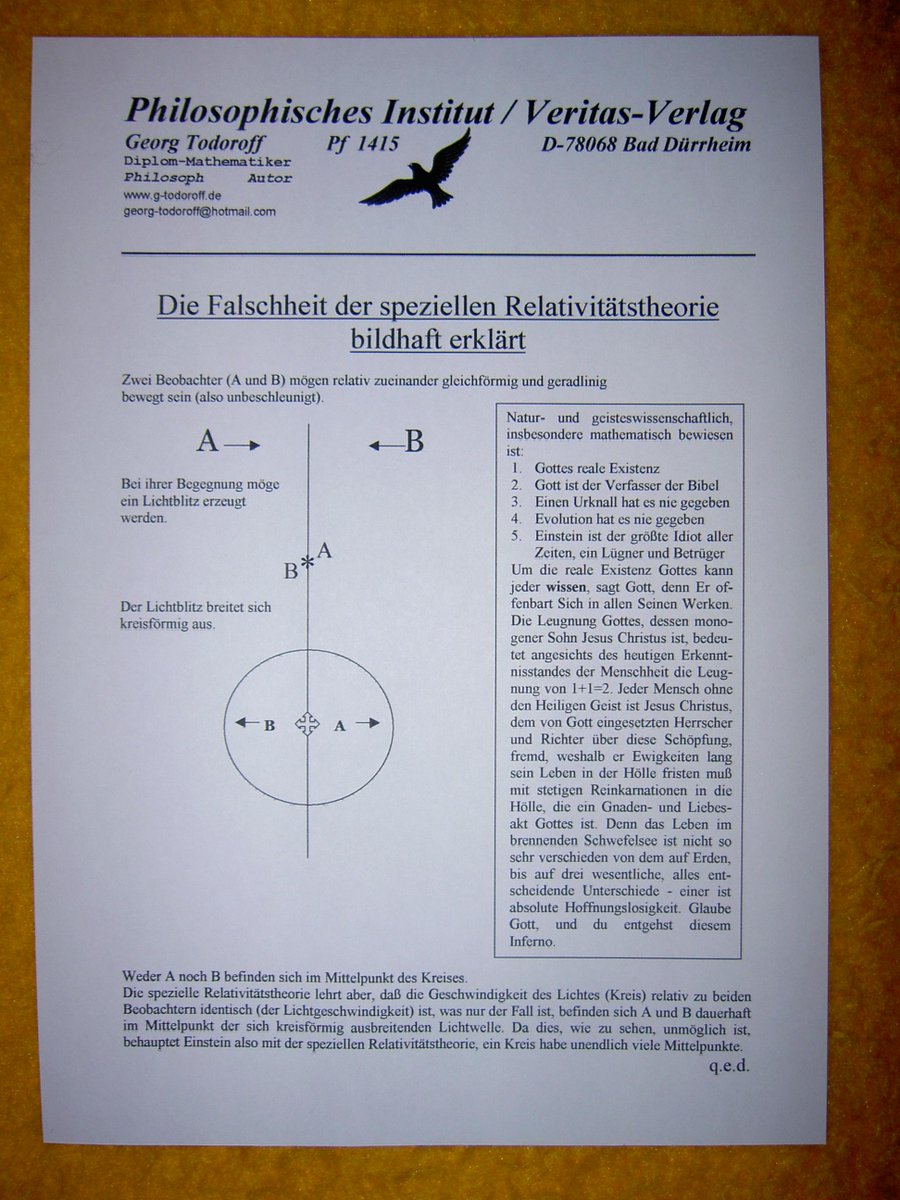 Philosophisches Institut / Veritas-Verlag
Georg Todoroff Pf 1415 D-78068 Bad Dürrheim
Diplom-Mathematiker
Philosoph Autor
www.g-todoroff.de
georg-todoroff@hotmail.com
Die Falschheit der speziellen Relativitätstheorie
bildhaft erklärt
Zwei Beobachter (A und B) mögen relativ zueinander gleichförmig und geradlinig
bewegt sein (also unbeschleunigt).
A B
Bei ihrer Begegnung möge
ein Lichtblitz erzeugt
werden.
A
B *
Der Lichtblitz breitet sich
kreisförmig aus.
B A
Natur- und geisteswissenschaftlich,
insbesondere mathematisch bewiesen
ist:
1. Gottes reale Existenz
2. Gott ist der Verfasser der Bibel
3. Einen Urknall hat es nie gegeben
4. Evolution hat es nie gegeben
5. Einstein ist der größte Idiot aller
Zeiten, ein Lügner und Betrüger
Um die reale Existenz Gottes kann
jeder wissen, sagt Gott, denn Er of-
fenbart Sich in allen Seinen Werken.
Die Leugnung Gottes, dessen mono-
gener Sohn Jesus Christus ist, bedeu-
tet angesichts des heutigen Erkennt-
nisstandes der Menschheit die Leug-
nung von 1+1=2. Jeder Mensch ohne
den Heiligen Geist ist Jesus Christus,
dem von Gott eingesetzten Herrscher
und Richter über diese Schöpfung,
fremd, weshalb er Ewigkeiten lang
sein Leben in der Hölle fristen muß
mit stetigen Reinkarnationen in die
Hölle, die ein Gnaden- und Liebes-
akt Gottes ist. Denn das Leben im
brennenden Schwefelsee ist nicht so
sehr verschieden von dem auf Erden,
bis auf drei wesentliche, alles ent-
scheidende Unterschiede - einer ist
absolute Hoffnungslosigkeit. Glaube
Gott, und du entgehst diesem
Inferno.
Weder A noch B befinden sich im Mittelpunkt des Kreises.
Die spezielle Relativitätstheorie lehrt aber, daß die Geschwindigkeit des Lichtes (Kreis) relativ zu beiden
Beobachtern identisch (der Lichtgeschwindigkeit) ist, was nur der Fall ist, befinden sich A und B dauerhaft
im Mittelpunkt der sich kreisförmig ausbreitenden Lichtwelle. Da dies, wie zu sehen, unmöglich ist,
behauptet Einstein also mit der speziellen Relativitätstheorie, ein Kreis habe unendlich viele Mittelpunkte.
q.e.d.